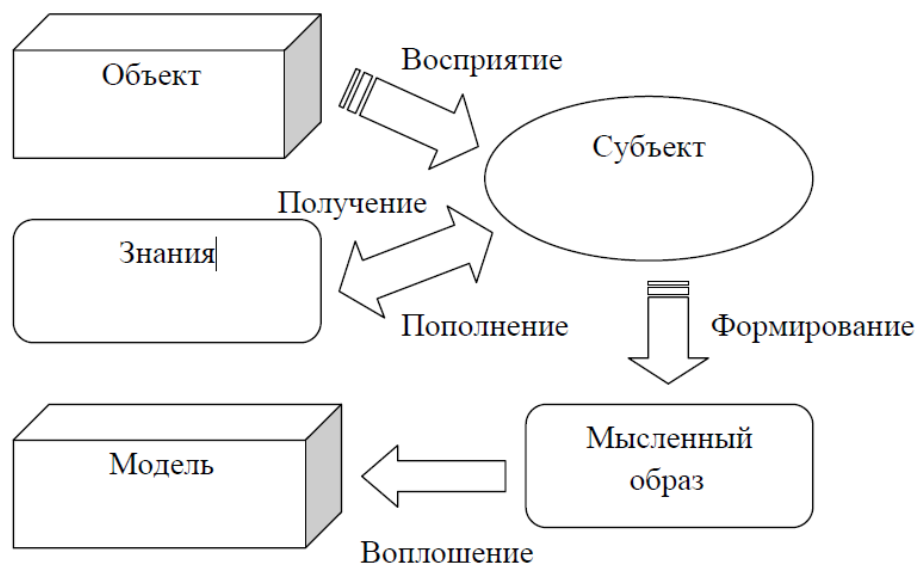 Объект
Восприятие
Субъект
Получение
Знания
Пополнение
Формирование
Модель
Мысленный
образ
Воплошение